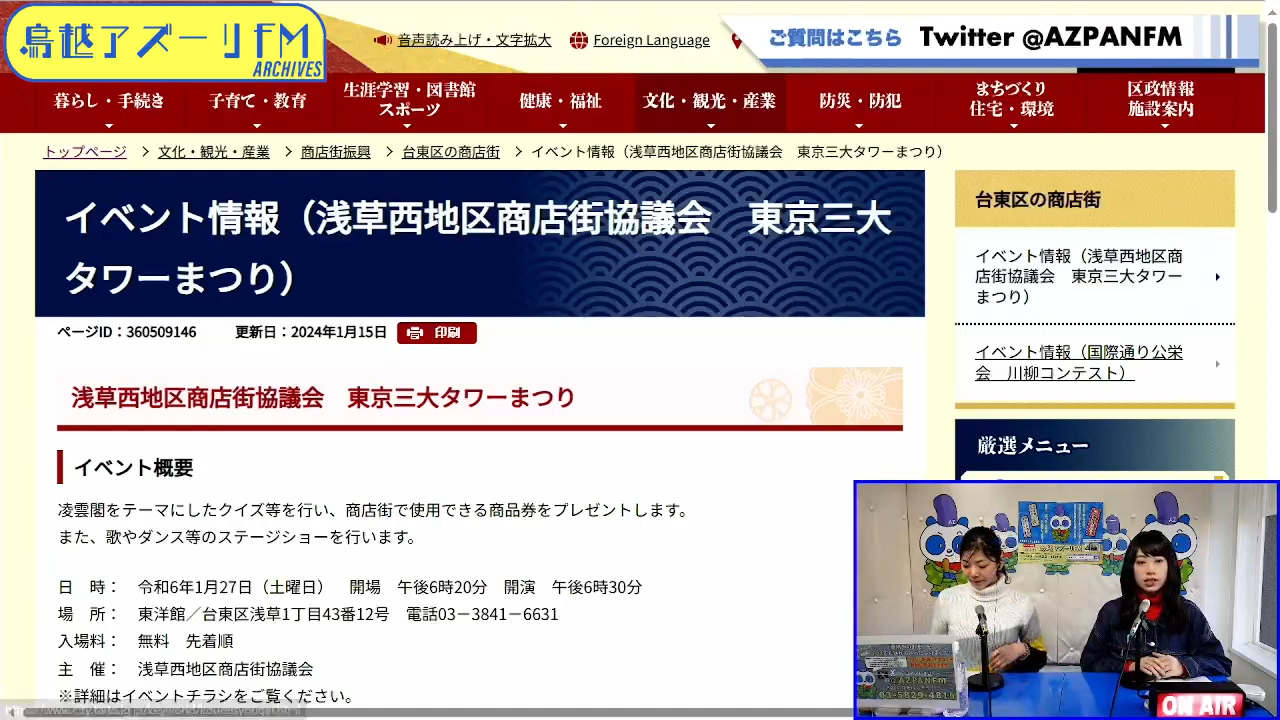 鳥越アズーリFM
ARCHIVES
音声読み上げ・文字拡大
Foreign Language
ご質問はこちら Twitter @AZPANFM
暮らし・手続き
子育て・教育
生涯学習・図書館
スポーツ
健康・福祉
文化・観光・産業
防災・防犯
まちづくり
住宅・環境
区政情報
施設案内
トップページ > 文化・観光・産業 > 商店街振興 > 台東区の商店街 > イベント情報（浅草西地区商店街協議会　東京三大タワーまつり）
イベント情報（浅草西地区商店街協議会　東京三大
タワーまつり）
ページID：360509146
更新日：2024年1月15日
印刷
浅草西地区商店街協議会　東京三大タワーまつり
イベント概要
凌雲閣をテーマにしたクイズ等を行い、商店街で使用できる商品券をプレゼントします。
また、歌やダンス等のステージショーを行います。
日　時：　令和6年1月27日（土曜日）　開場　午後6時20分　開演　午後6時30分
場　所：　東洋館／台東区浅草1丁目43番12号　電話03－3841－6631
入場料：　無料　先着順
主　催：　浅草西地区商店街協議会
※詳細はイベントチラシをご覧ください。
台東区の商店街
イベント情報（浅草西地区商
店街協議会　東京三大タワー
まつり）
イベント情報（国際通り公栄
会　川柳コンテスト）
厳選メニュー
@AZPANFM
03-5829-4816
ON AIR